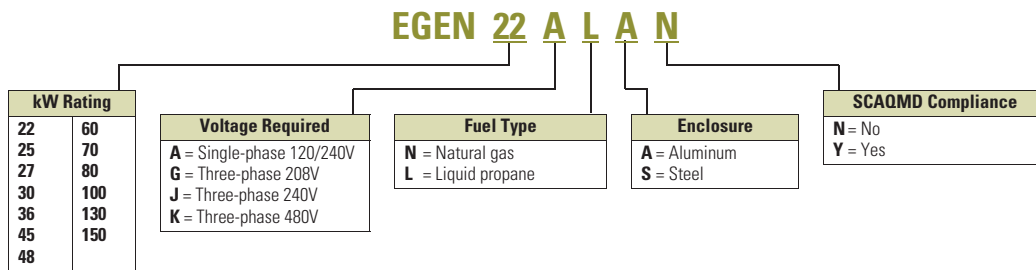 EGEN 22 A L A N
kW Rating
22 60
25 70
27 80
30 100
36 130
45 150
48
Voltage Required
A = Single-phase 120/240V
G = Three-phase 208V
J = Three-phase 240V
K = Three-phase 480V
Fuel Type
N = Natural gas
L = Liquid propane
Enclosure
A = Aluminum
S = Steel
SCAQMD Compliance
N = No
Y = Yes